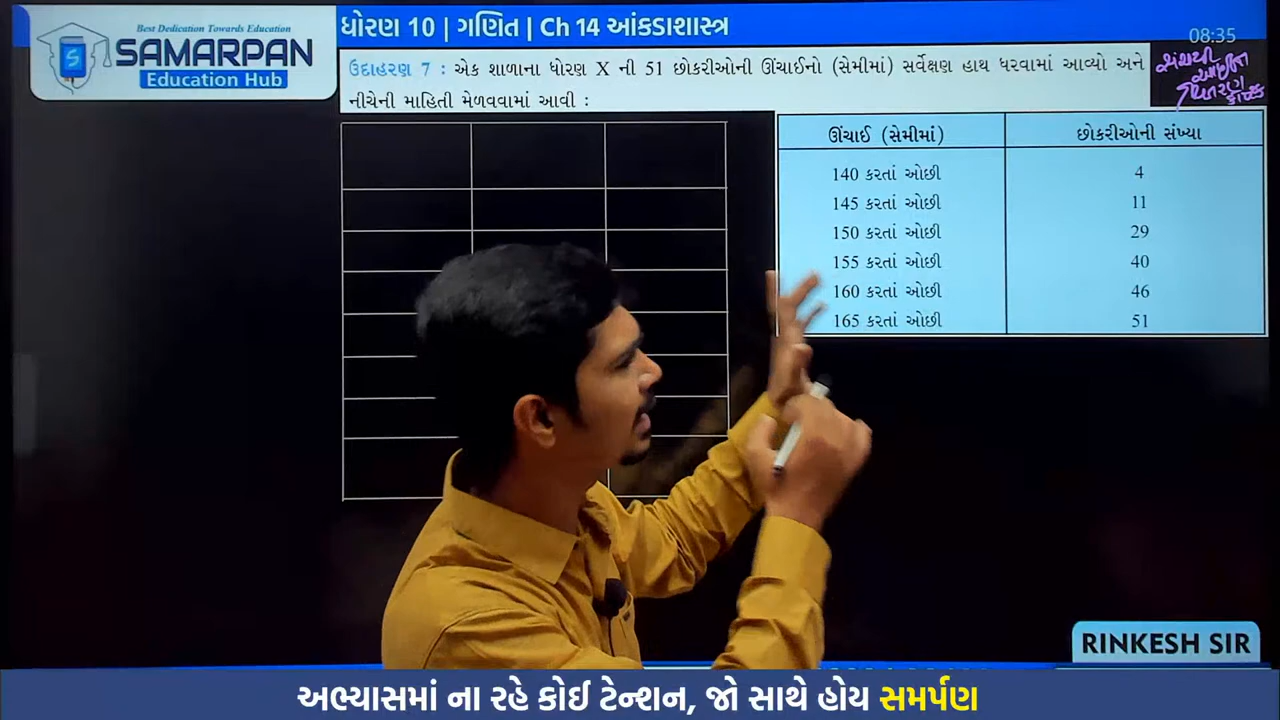 Best Dedication Towards Education
SAMARPAN
Education Hub
ધોરણ 10 | ગણિત | Ch 14 આંકડાશાસ્ત્ર
08:35
ઉદાહરણ 7 : એક શાળાના ધોરણ X ની 51 છોકરીઓની ઊંચાઈનો (સેમીમાં) સર્વેક્ષણ હાથ ધરવામાં આવ્યો અને
નીચેની માહિતી મેળવવામાં આવી :
ઊંચાઈ (સેમીમાં) છોકરીઓની સંખ્યા
140 કરતાં ઓછી 4
145 કરતાં ઓછી 11
150 કરતાં ઓછી 29
155 કરતાં ઓછી 40
160 કરતાં ઓછી 46
165 કરતાં ઓછી 51
RINKESH SIR
અભ્યાસમાં ના રહે કોઈ ટેન્શન, જો સાથે હોય સમર્પણ